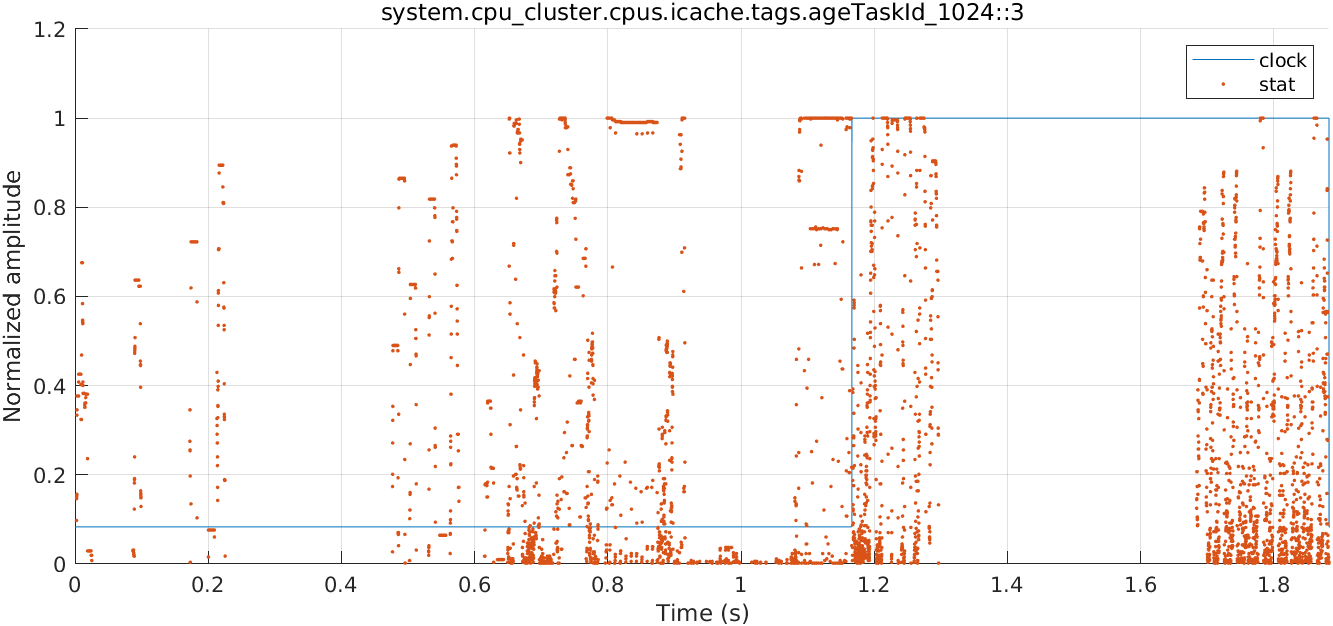 system.cpu_cluster.cpus.icache.tags.ageTaskId_1024::3
1.2
1
0.8
0.6
0.4
0.2
0
Normalized amplitude
clock
stat
0 0.2 0.4 0.6 0.8 1 1.2 1.4 1.6 1.8
Time (s)